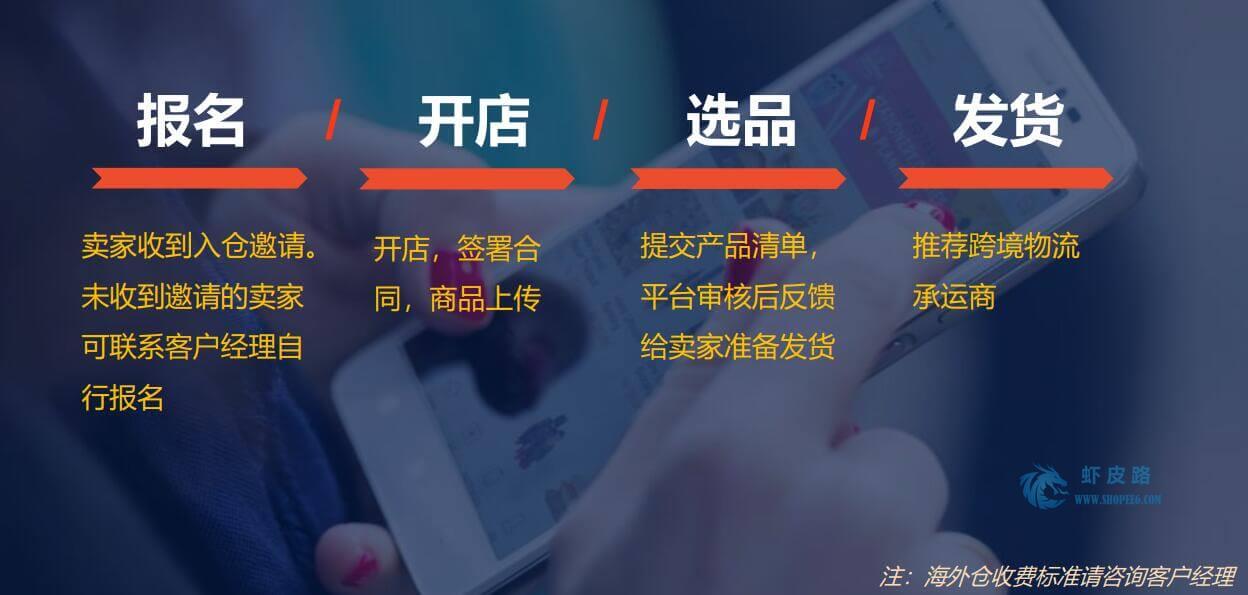 报名 / 开店 / 选品 / 发货
卖家收到入仓邀请。
未收到邀请的卖家
可联系客户经理自
行报名
开店，签署合
同，商品上传
提交产品清单，
平台审核后反馈
给卖家准备发货
推荐跨境物流
承运商
虾皮路
WWW.SHOPEE6.COM
注：海外仓收费标准请咨询客户经理